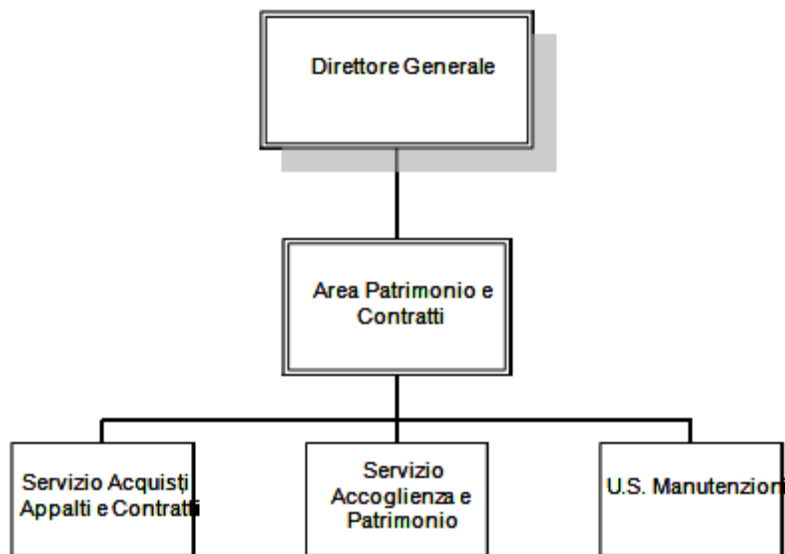 Direttore Generale
Area Patrimonio e
Contratti
Servizio Acquisti
Appalti e Contratti
Servizio
Accoglienza e
Patrimonio
U.S. Manutenzioni